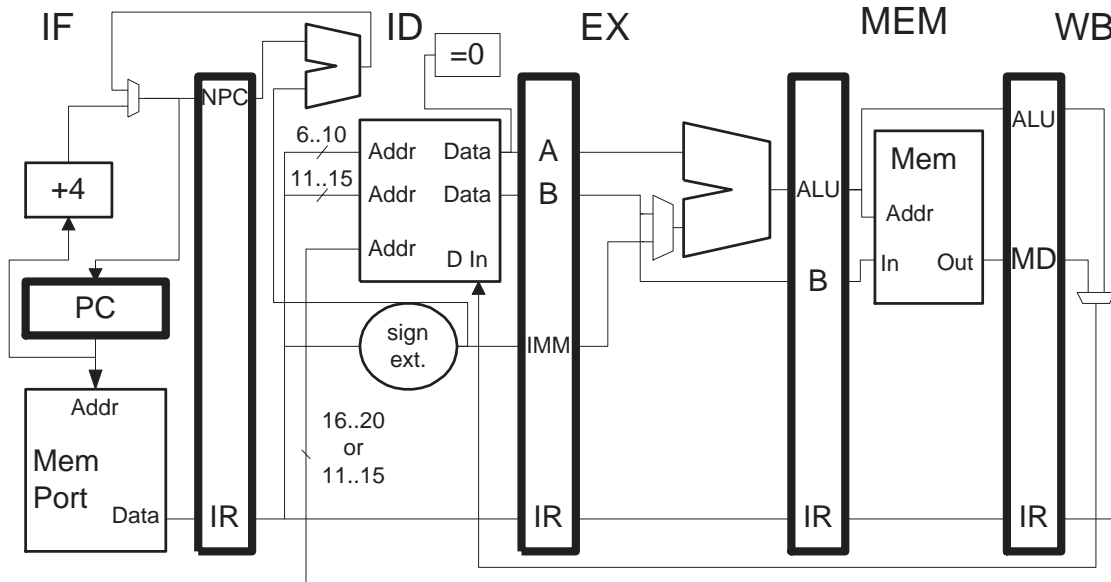 IF
ID
EX
MEM
WB
=0
NPC
+4
PC
Addr
Mem
Port
Data
IR
6..10
11..15
Addr
Data
Addr
Data
Addr
D In
sign
ext.
16..20
or
11..15
A
B
IMM
IR
ALU
B
IR
Mem
Addr
In
Out
ALU
MD
IR